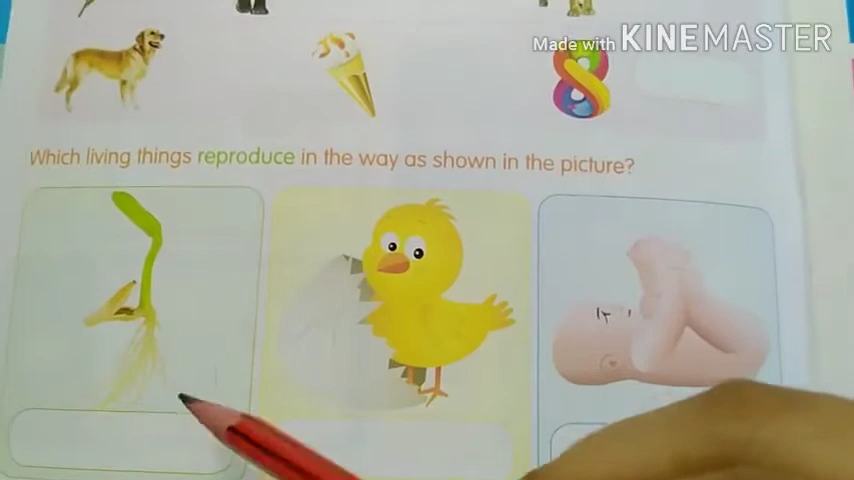 Made with KINEMASTER
Which living things reproduce in the way as shown in the picture?